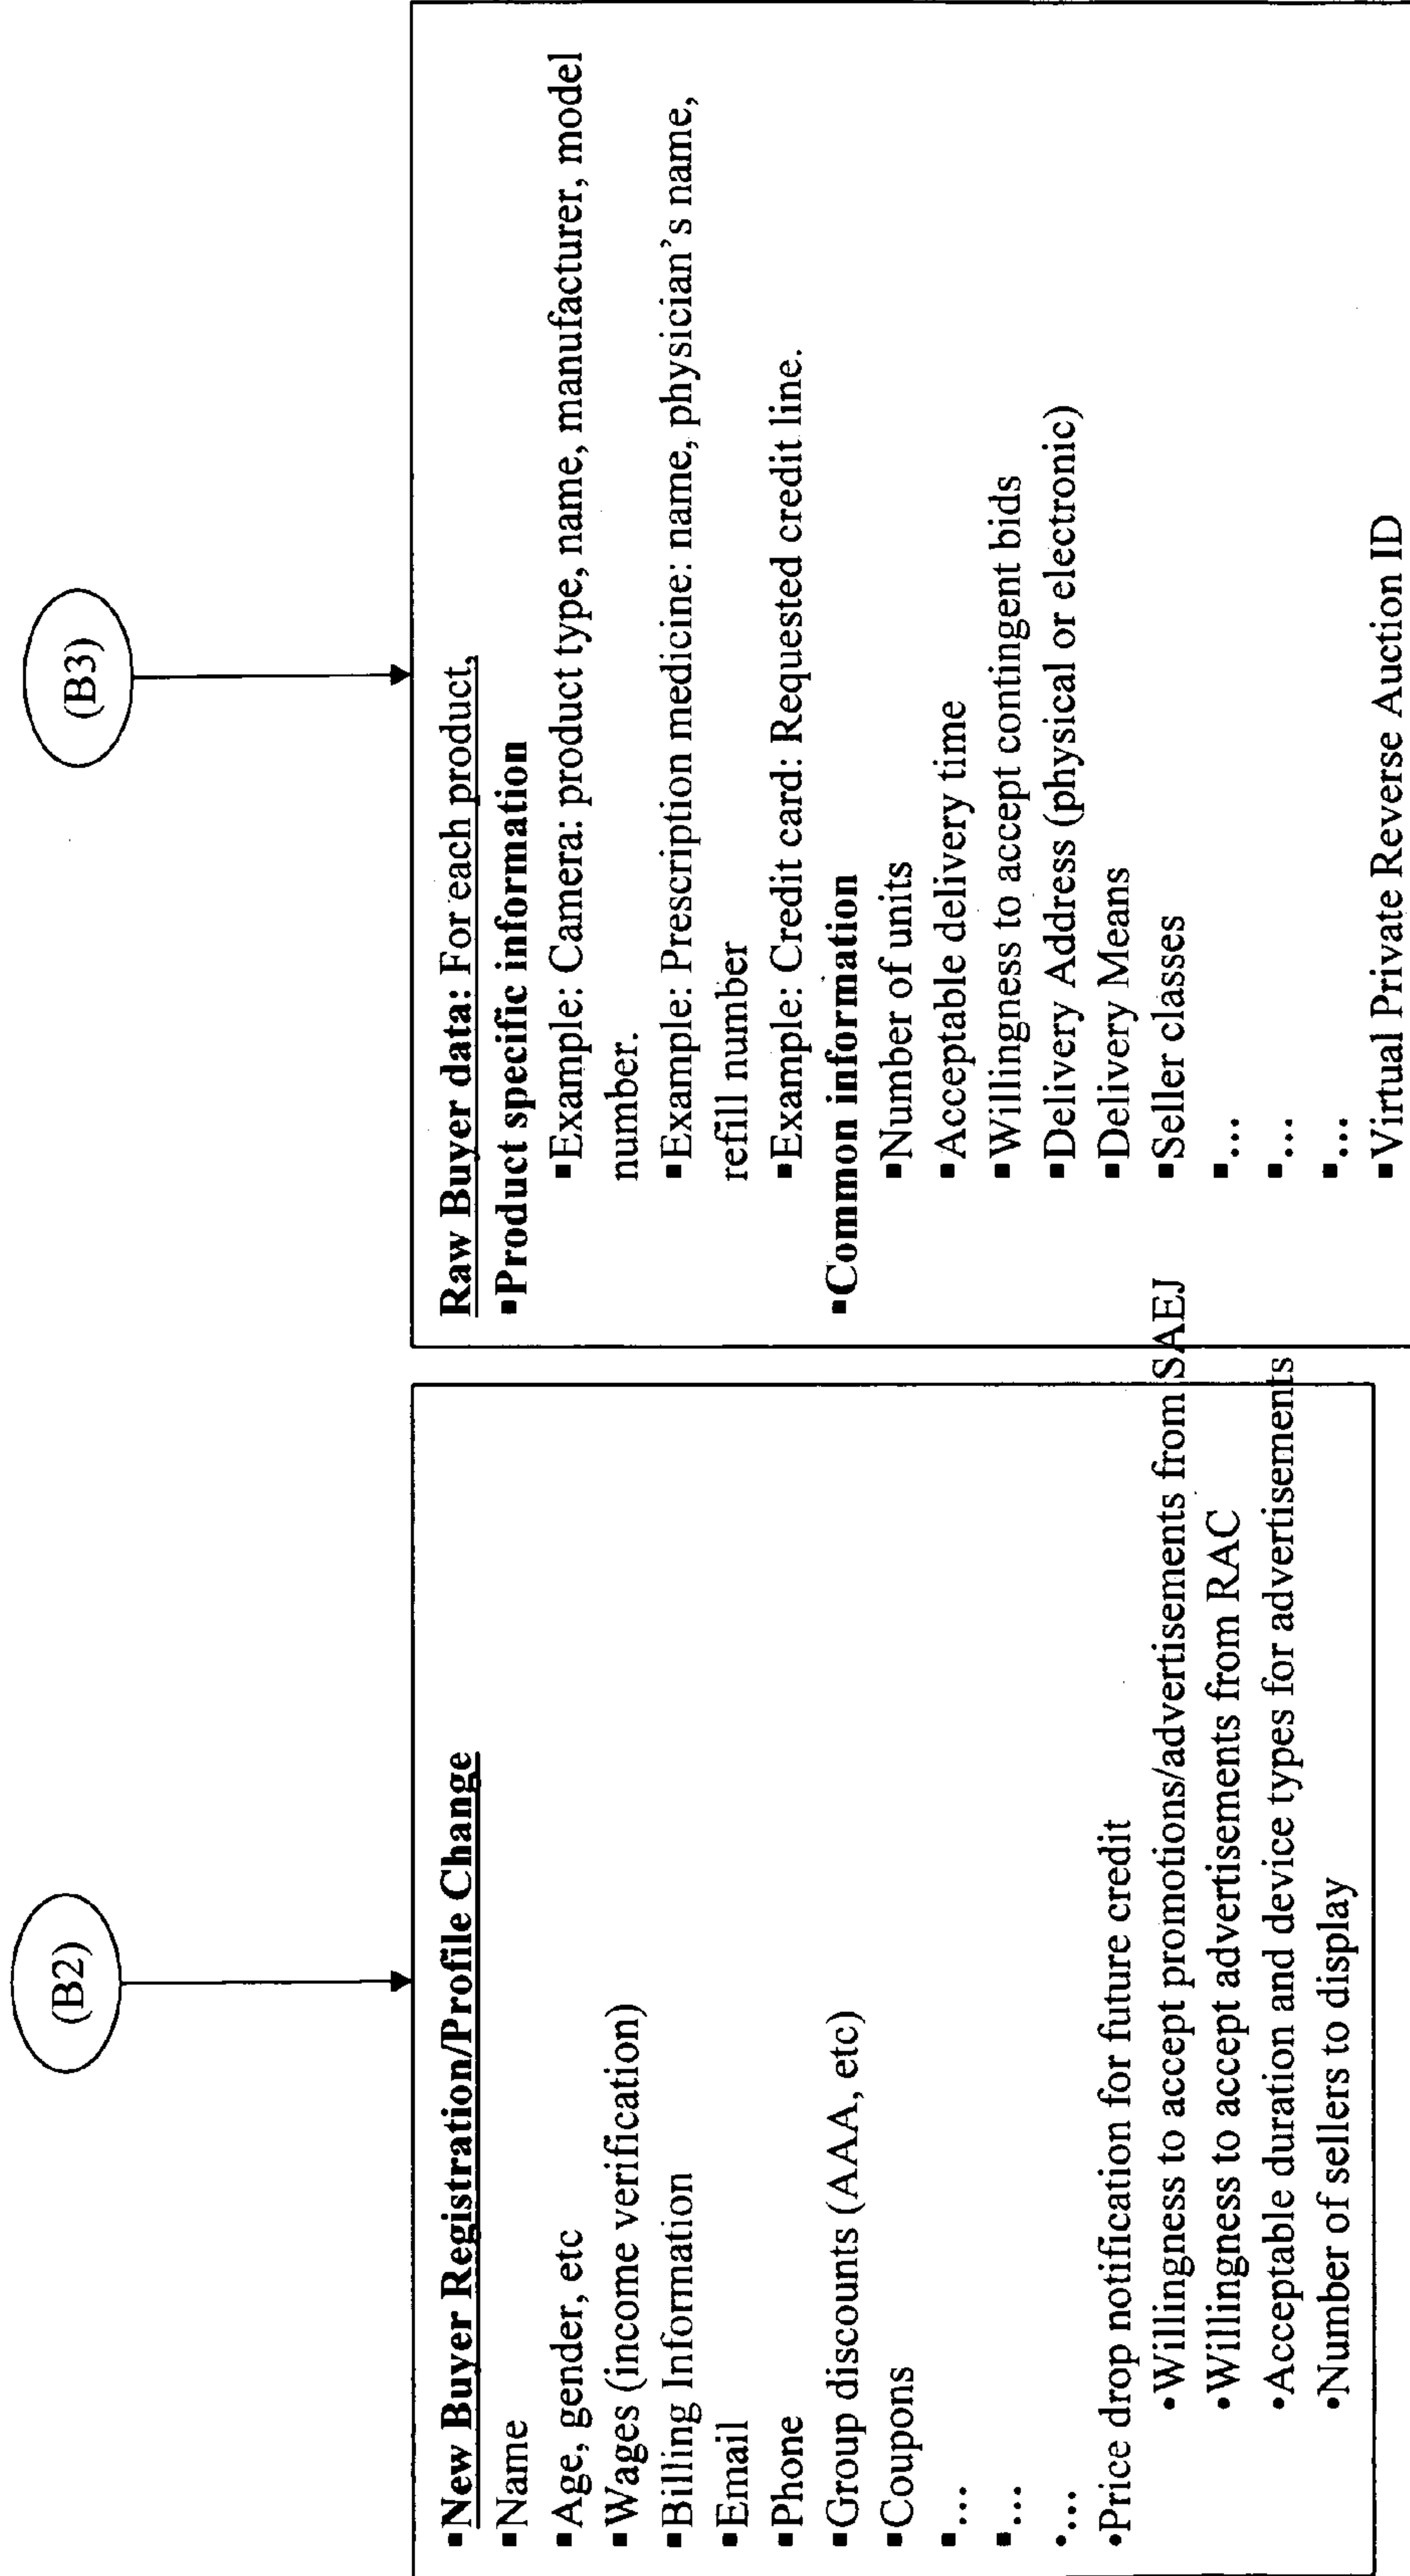 (B2)
▪New Buyer Registration/Profile Change
▪Name
▪Age, gender, etc
▪Wages (income verification)
▪Billing Information
▪Email
▪Phone
▪Group discounts (AAA, etc)
▪Coupons
▪...
▪...
•...
•Price drop notification for future credit
•Willingness to accept promotions/advertisements from SAEJ
•Willingness to accept advertisements from RAC
•Acceptable duration and device types for advertisements
•Number of sellers to display
(B3)
Raw Buyer data: For each product,
▪Product specific information
▪Example: Camera: product type, name, manufacturer, model
number.
▪Example: Prescription medicine: name, physician's name,
refill number
▪Example: Credit card: Requested credit line.
▪Common information
▪Number of units
▪Acceptable delivery time
▪Willingness to accept contingent bids
▪Delivery Address (physical or electronic)
▪Delivery Means
▪Seller classes
▪...
▪...
▪...
▪Virtual Private Reverse Auction ID